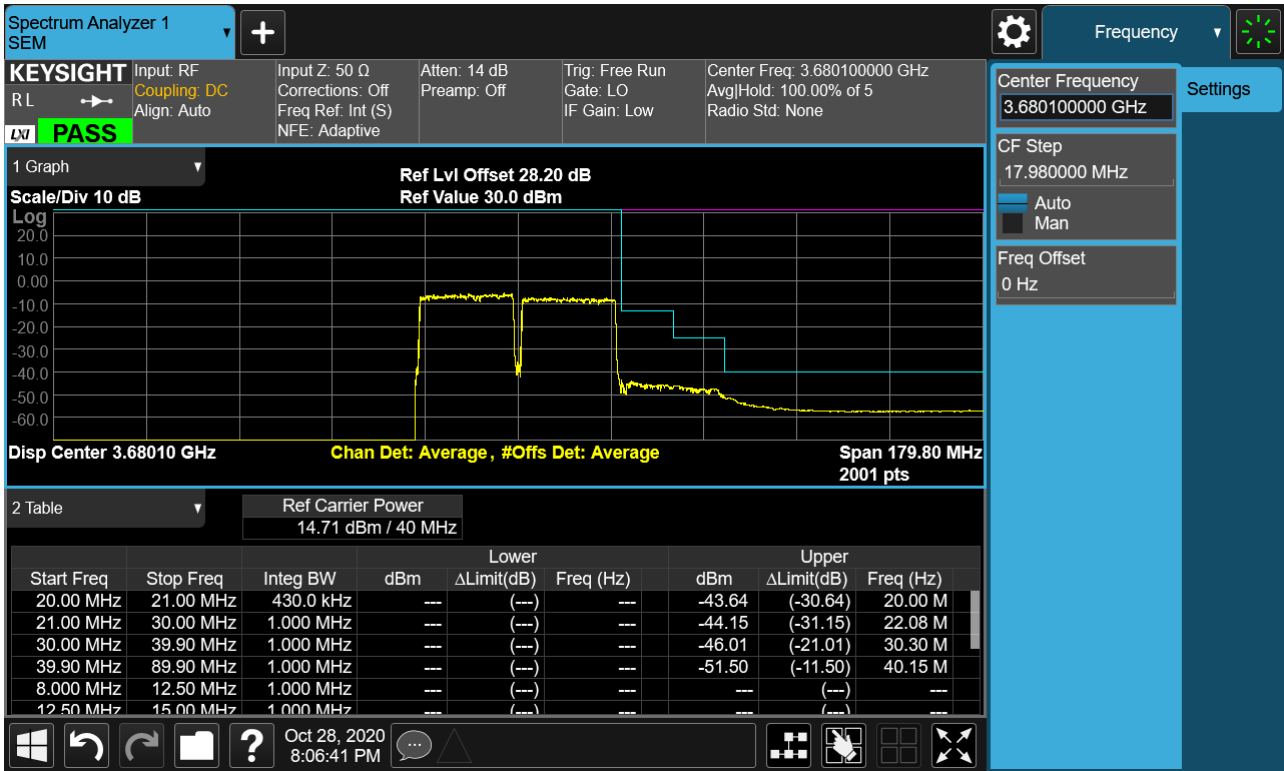 Spectrum Analyzer 1
SEM
Frequency
KEYSIGHT
R L
LXI PASS
Input: RF
Coupling: DC
Align: Auto
Input Z: 50 Ω
Corrections: Off
Freq Ref: Int (S)
NFE: Adaptive
Atten: 14 dB
Preamp: Off
Trig: Free Run
Gate: LO
IF Gain: Low
Center Freq: 3.680100000 GHz
Avg|Hold: 100.00% of 5
Radio Std: None
Center Frequency
3.680100000 GHz
Settings
CF Step
17.980000 MHz
Auto
Man
Freq Offset
0 Hz
1 Graph
Scale/Div 10 dB
Ref Lvl Offset 28.20 dB
Ref Value 30.0 dBm
Log
20.0
10.0
0.00
-10.0
-20.0
-30.0
-40.0
-50.0
-60.0
Disp Center 3.68010 GHz
Chan Det: Average , #Offs Det: Average
Span 179.80 MHz
2001 pts
2 Table
Ref Carrier Power
14.71 dBm / 40 MHz
Lower Upper
Start Freq Stop Freq Integ BW dBm ΔLimit(dB) Freq (Hz) dBm ΔLimit(dB) Freq (Hz)
20.00 MHz 21.00 MHz 430.0 kHz --- (---) --- -43.64 (-30.64) 20.00 M
21.00 MHz 30.00 MHz 1.000 MHz --- (---) --- -44.15 (-31.15) 22.08 M
30.00 MHz 39.90 MHz 1.000 MHz --- (---) --- -46.01 (-21.01) 30.30 M
39.90 MHz 89.90 MHz 1.000 MHz --- (---) --- -51.50 (-11.50) 40.15 M
8.000 MHz 12.50 MHz 1.000 MHz --- (---) --- --- (---) ---
12.50 MHz 15.00 MHz 1.000 MHz --- (---) --- --- (---) ---
?
Oct 28, 2020
8:06:41 PM